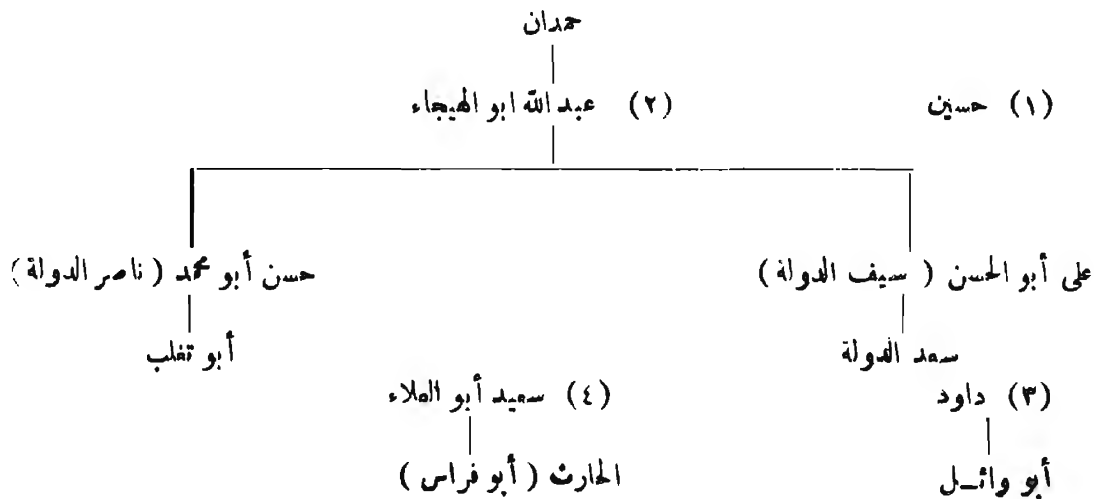 حمدان
(١) حسين (٢) عبد الله ابو الهيجاء
على أبو الحسن ( سيف الدولة ) حسن أبو محمد ( ناصر الدولة )
سعد الدولة أبو تغلب
(٣) داود (٤) سعيد أبو العلاء
أبو وائـل الحارث ( أبو فراس )